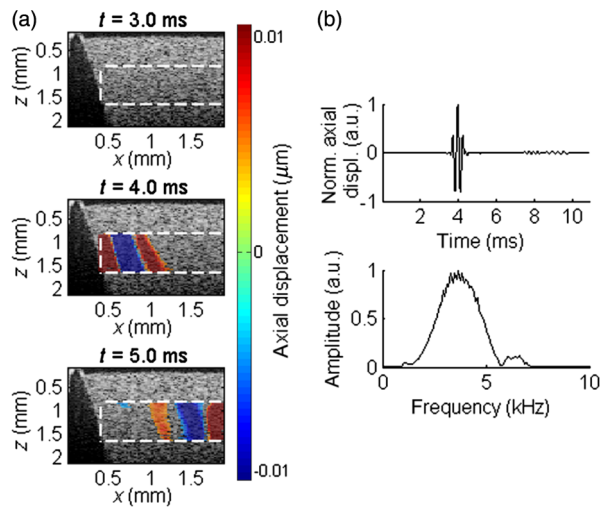 (a)
t = 3.0 ms
0.5
1
1.5
2
z (mm)
0.5 1 1.5
x (mm)
t = 4.0 ms
0.5
1
1.5
2
z (mm)
0.5 1 1.5
x (mm)
t = 5.0 ms
0.5
1
1.5
2
z (mm)
0.5 1 1.5
x (mm)
0.01
0
-0.01
Axial displacement (μm)
(b)
Norm. axial
displ. (a.u.)
1
0
-1
2 4 6 8 10
Time (ms)
Amplitude (a.u.)
1
0.5
0
0 5 10
Frequency (kHz)